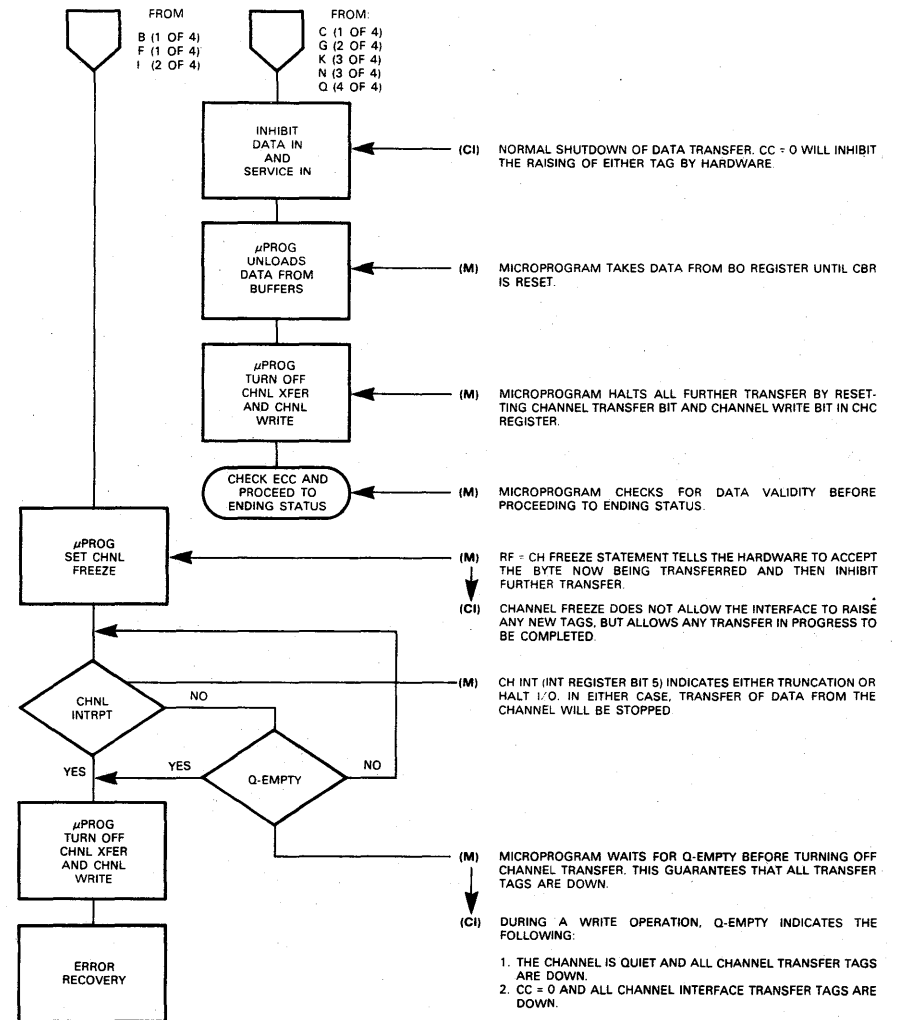 FROM
B (1 OF 4)
F (1 OF 4)
I (2 OF 4)
FROM:
C (1 OF 4)
G (2 OF 4)
K (3 OF 4)
N (3 OF 4)
Q (4 OF 4)
INHIBIT
DATA IN
AND
SERVICE IN
(CI) NORMAL SHUTDOWN OF DATA TRANSFER. CC = 0 WILL INHIBIT
THE RAISING OF EITHER TAG BY HARDWARE.
μPROG
UNLOADS
DATA FROM
BUFFERS
(M) MICROPROGRAM TAKES DATA FROM BO REGISTER UNTIL CBR
IS RESET.
μPROG
TURN OFF
CHNL XFER
AND CHNL
WRITE
(M) MICROPROGRAM HALTS ALL FURTHER TRANSFER BY RESET-
TING CHANNEL TRANSFER BIT AND CHANNEL WRITE BIT IN CHC
REGISTER.
CHECK ECC AND
PROCEED TO
ENDING STATUS
(M) MICROPROGRAM CHECKS FOR DATA VALIDITY BEFORE
PROCEEDING TO ENDING STATUS.
μPROG
SET CHNL
FREEZE
(M) RF = CH FREEZE STATEMENT TELLS THE HARDWARE TO ACCEPT
THE BYTE NOW BEING TRANSFERRED AND THEN INHIBIT
FURTHER TRANSFER.
(CI) CHANNEL FREEZE DOES NOT ALLOW THE INTERFACE TO RAISE
ANY NEW TAGS, BUT ALLOWS ANY TRANSFER IN PROGRESS TO
BE COMPLETED.
CHNL
INTRPT
NO
YES
(M) CH INT (INT REGISTER BIT 5) INDICATES EITHER TRUNCATION OR
HALT I/O. IN EITHER CASE, TRANSFER OF DATA FROM THE
CHANNEL WILL BE STOPPED.
Q-EMPTY
YES
NO
μPROG
TURN OFF
CHNL XFER
AND CHNL
WRITE
(M) MICROPROGRAM WAITS FOR Q-EMPTY BEFORE TURNING OFF
CHANNEL TRANSFER. THIS GUARANTEES THAT ALL TRANSFER
TAGS ARE DOWN.
(CI) DURING A WRITE OPERATION, Q-EMPTY INDICATES THE
FOLLOWING:
1. THE CHANNEL IS QUIET AND ALL CHANNEL TRANSFER TAGS
ARE DOWN.
2. CC = 0 AND ALL CHANNEL INTERFACE TRANSFER TAGS ARE
DOWN.
ERROR
RECOVERY